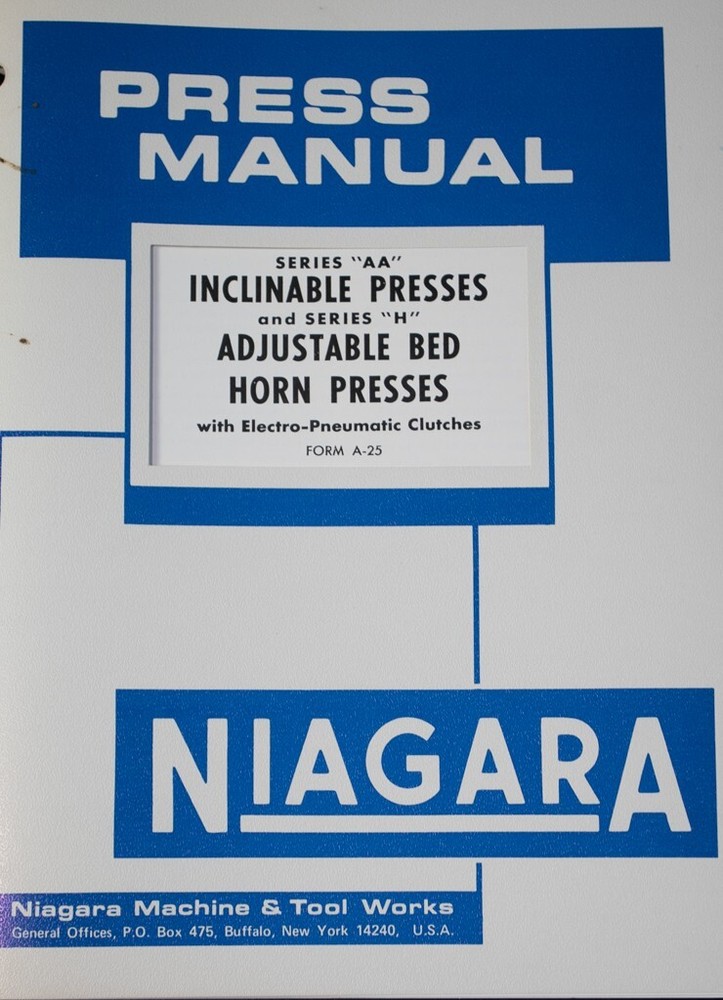 PRESS
MANUAL
SERIES "AA"
INCLINABLE PRESSES
and SERIES "H"
ADJUSTABLE BED
HORN PRESSES
with Electro-Pneumatic Clutches
FORM A-25
NIAGARA
Niagara Machine & Tool Works
General Offices, P.O. Box 475, Buffalo, New York 14240, U.S.A.